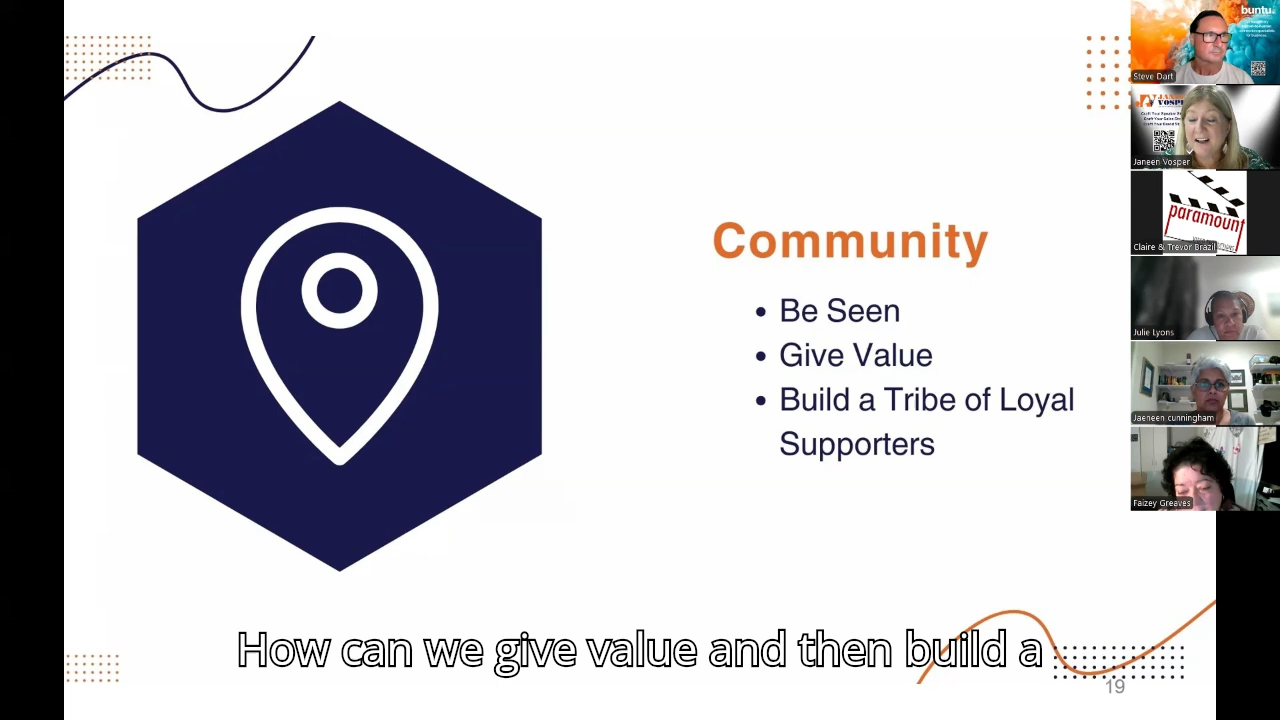 Community
• Be Seen
• Give Value
• Build a Tribe of Loyal
Supporters
How can we give value and then build a
19
buntu.
Steve Dart
VOSP
Janeen Vosper
paramount
Claire & Trevor Brazil
Julie Lyons
Jaeneen cunningham
Faizey Greaves